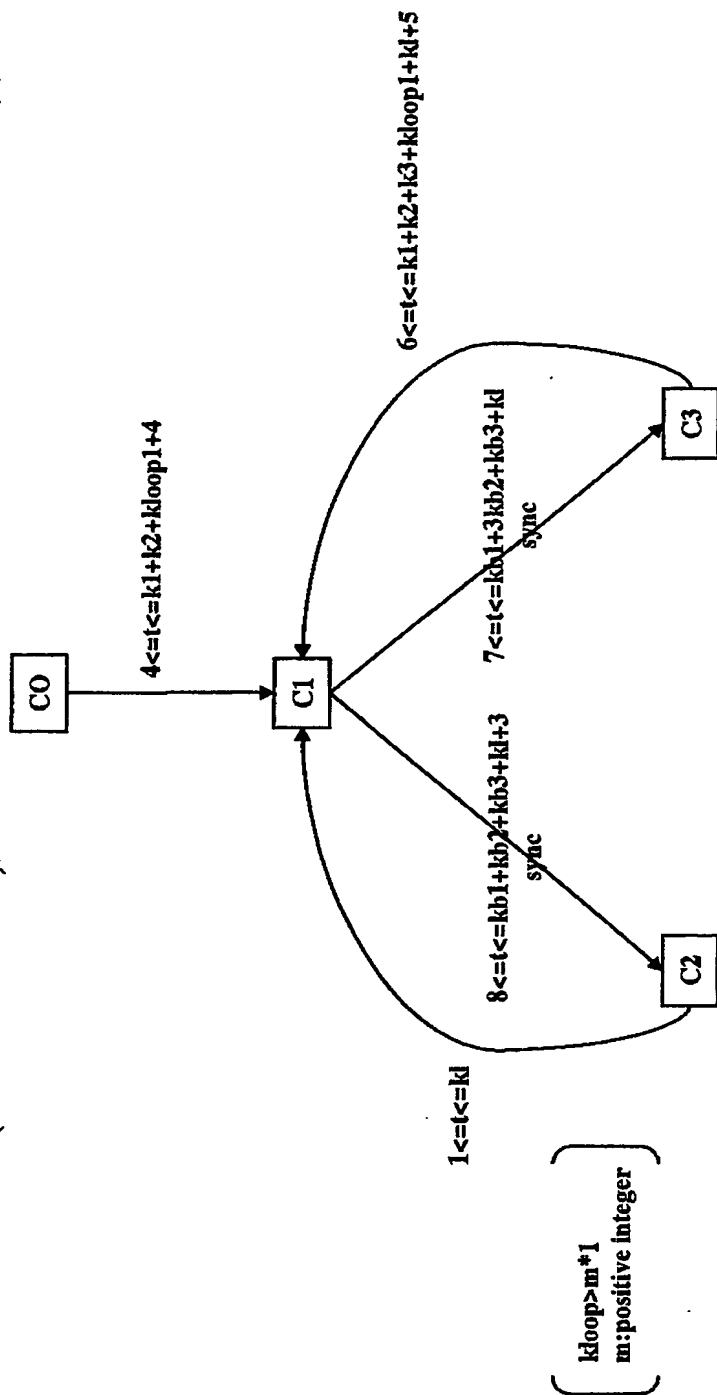 CO
4<=t<=k1+k2+kloop1+4
C1
1<=t<=kl
8<=t<=kb1+kb2+kb3+kl+3
sync
7<=t<=kb1+3kb2+kb3+kl
sync
6<=t<=k1+k2+k3+kloop1+kl+5
C2
C3
kloop>m*1
m:positive integer